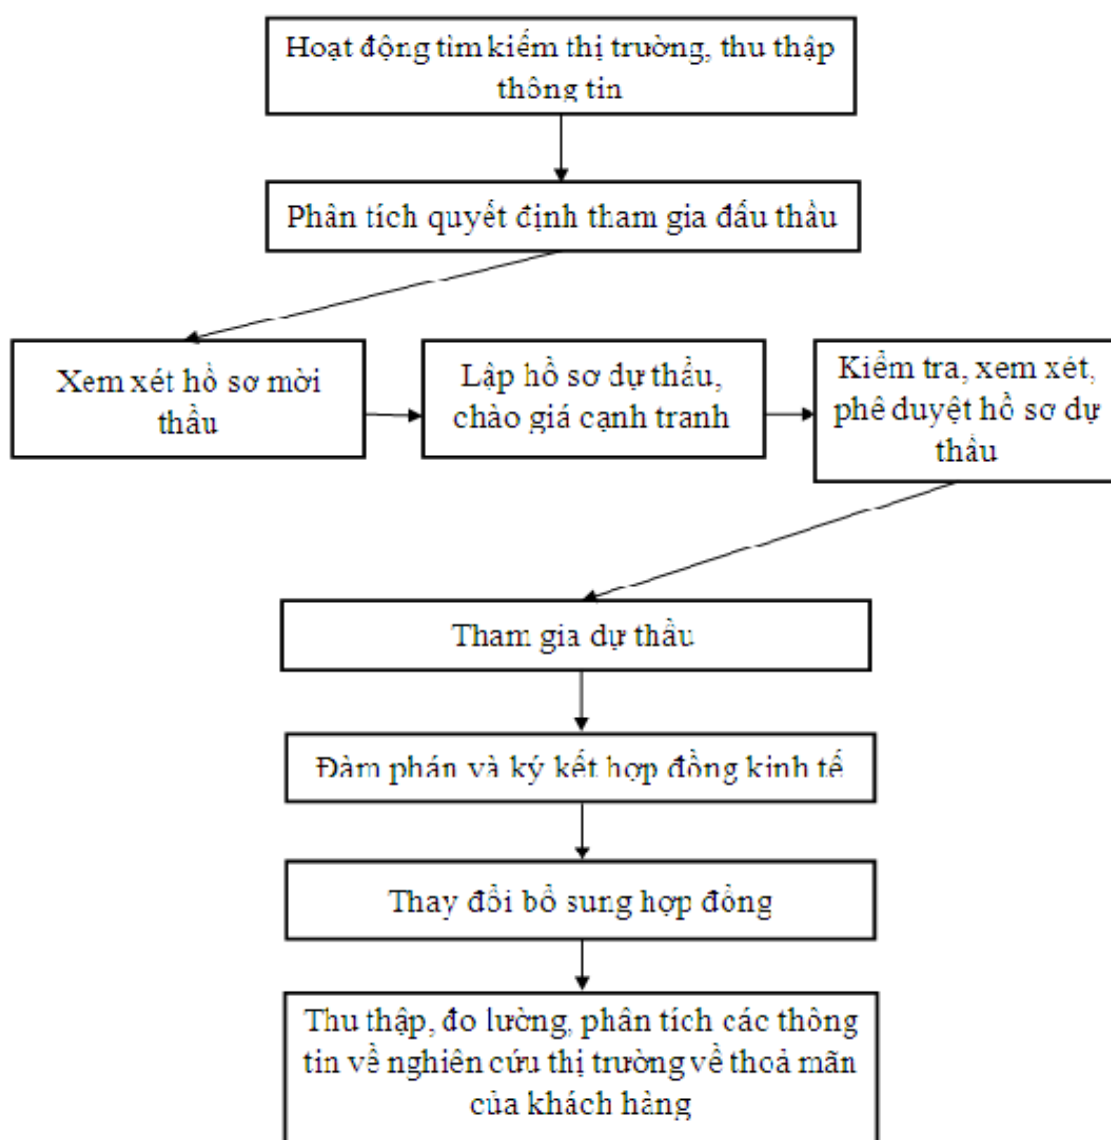 Hoạt động tìm kiếm thị trường, thu thập
thông tin
Phân tích quyết định tham gia đấu thầu
Xem xét hồ sơ mời
thầu
Lập hồ sơ dự thầu,
chào giá cạnh tranh
Kiểm tra, xem xét,
phê duyệt hồ sơ dự
thầu
Tham gia dự thầu
Đàm phán và ký kết hợp đồng kinh tế
Thay đổi bổ sung hợp đồng
Thu thập, đo lường, phân tích các thông
tin về nghiên cứu thị trường về thoả mãn
của khách hàng